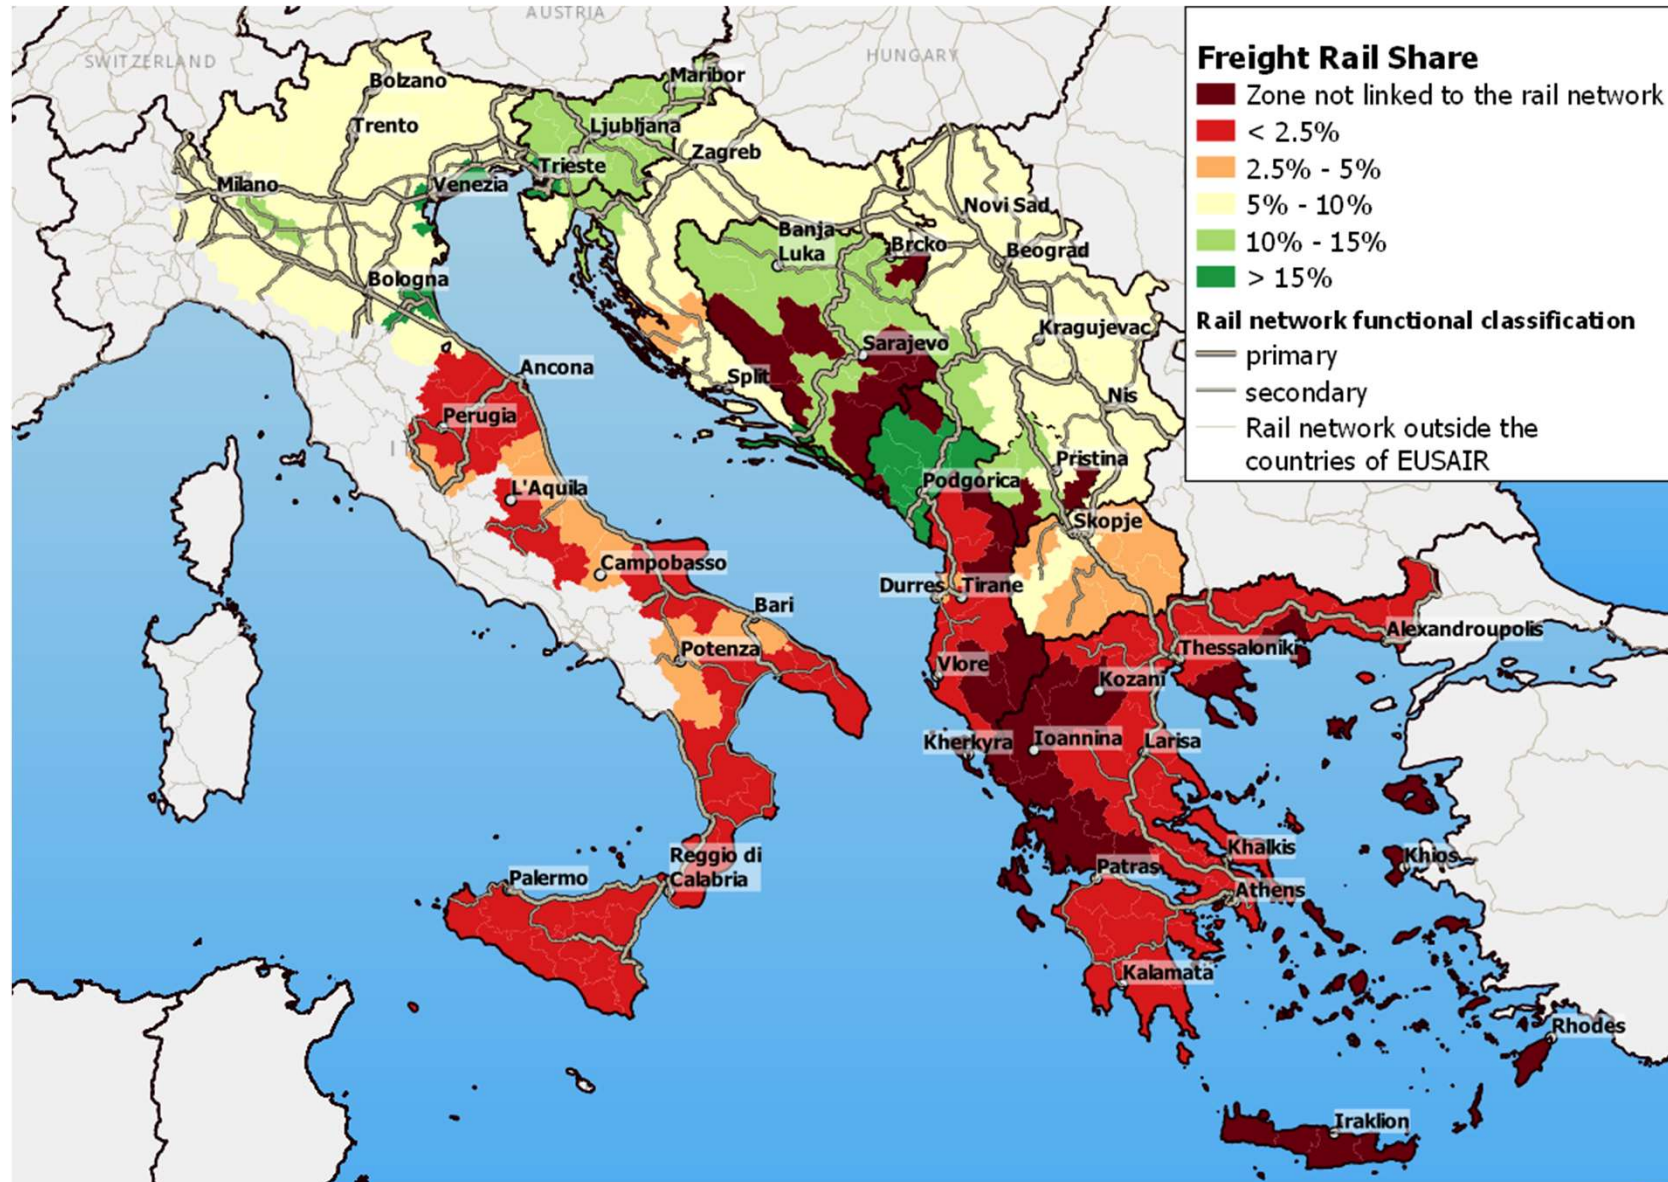 AUSTRIA
SWITZERLAND
HUNGARY
Freight Rail Share
Zone not linked to the rail network
< 2.5%
2.5% - 5%
5% - 10%
10% - 15%
> 15%
Rail network functional classification
primary
secondary
Rail network outside the
countries of EUSAIR
Bolzano
Maribor
Trento
Ljubljana
Zagreb
Trieste
Milano
Venezia
Novi Sad
Banja
Luka
Brcko
Beograd
Bologna
Kragujevac
Sarajevo
Ancona
Split
Nis
Perugia
Pristina
L'Aquila
Podgorica
Skopje
Campobasso
Durres
Tirane
Bari
Alexandroupolis
Potenza
Thessaloniki
Vlore
Kozani
Kherkyra
Ioannina
Larisa
Reggio di
Calabria
Khalkis
Khios
Patras
Palermo
Athens
Kalamata
Rhodes
Iraklion